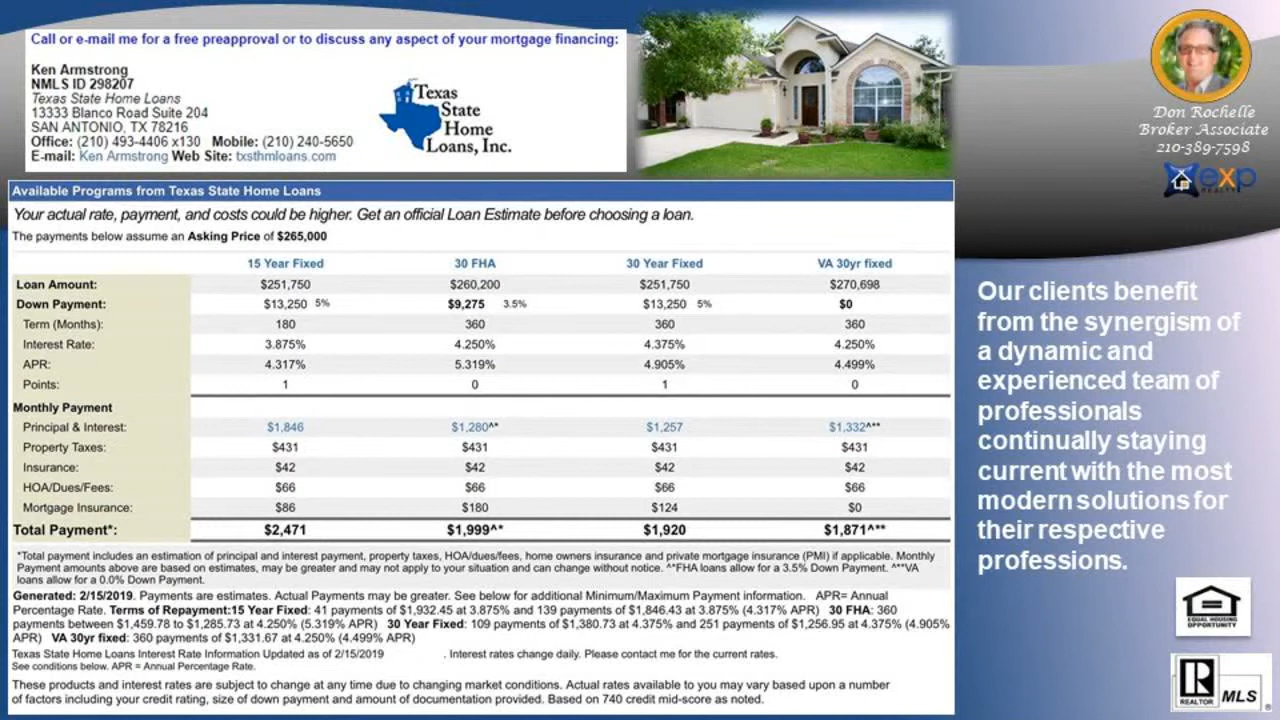 Call or e-mail me for a free preapproval or to discuss any aspect of your mortgage financing:
Ken Armstrong
NMLS ID 298207
Texas State Home Loans
13333 Blanco Road Suite 204
SAN ANTONIO, TX 78216
Office: (210) 493-4406 x130 Mobile: (210) 240-5650
E-mail: Ken Armstrong Web Site: txsthmloans.com
Texas
State
Home
Loans, Inc.
Don Rochelle
Broker Associate
210-389-7598
exp
REALTY
Available Programs from Texas State Home Loans
Your actual rate, payment, and costs could be higher. Get an official Loan Estimate before choosing a loan.
The payments below assume an Asking Price of $265,000
15 Year Fixed 30 FHA 30 Year Fixed VA 30yr fixed
Loan Amount: $251,750 $260,200 $251,750 $270,698
Down Payment: $13,250 5% $9,275 3.5% $13,250 5% $0
Term (Months): 180 360 360 360
Interest Rate: 3.875% 4.250% 4.375% 4.250%
APR: 4.317% 5.319% 4.905% 4.499%
Points: 1 0 1 0
Monthly Payment
Principal & Interest: $1,846 $1,280^* $1,257 $1,332^**
Property Taxes: $431 $431 $431 $431
Insurance: $42 $42 $42 $42
HOA/Dues/Fees: $66 $66 $66 $66
Mortgage Insurance: $86 $180 $124 $0
Total Payment*: $2,471 $1,999^* $1,920 $1,871^**
*Total payment includes an estimation of principal and interest payment, property taxes, HOA/dues/fees, home owners insurance and private mortgage insurance (PMI) if applicable. Monthly
Payment amounts above are based on estimates, may be greater and may not apply to your situation and can change without notice. ^*FHA loans allow for a 3.5% Down Payment. ^**VA
loans allow for a 0.0% Down Payment.
Generated: 2/15/2019. Payments are estimates. Actual Payments may be greater. See below for additional Minimum/Maximum Payment information. APR= Annual
Percentage Rate. Terms of Repayment:15 Year Fixed: 41 payments of $1,932.45 at 3.875% and 139 payments of $1,846.43 at 3.875% (4.317% APR) 30 FHA: 360
payments between $1,459.78 to $1,285.73 at 4.250% (5.319% APR) 30 Year Fixed: 109 payments of $1,380.73 at 4.375% and 251 payments of $1,256.95 at 4.375% (4.905%
APR) VA 30yr fixed: 360 payments of $1,331.67 at 4.250% (4.499% APR)
Texas State Home Loans Interest Rate Information Updated as of 2/15/2019 . Interest rates change daily. Please contact me for the current rates.
See conditions below. APR = Annual Percentage Rate.
These products and interest rates are subject to change at any time due to changing market conditions. Actual rates available to you may vary based upon a number
of factors including your credit rating, size of down payment and amount of documentation provided. Based on 740 credit mid-score as noted.
Our clients benefit
from the synergism of
a dynamic and
experienced team of
professionals
continually staying
current with the most
modern solutions for
their respective
professions.
EQUAL HOUSING
OPPORTUNITY
R
REALTOR MLS ®